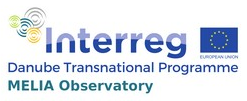 Interreg
EUROPEAN UNION
Danube Transnational Programme
MELIA Observatory